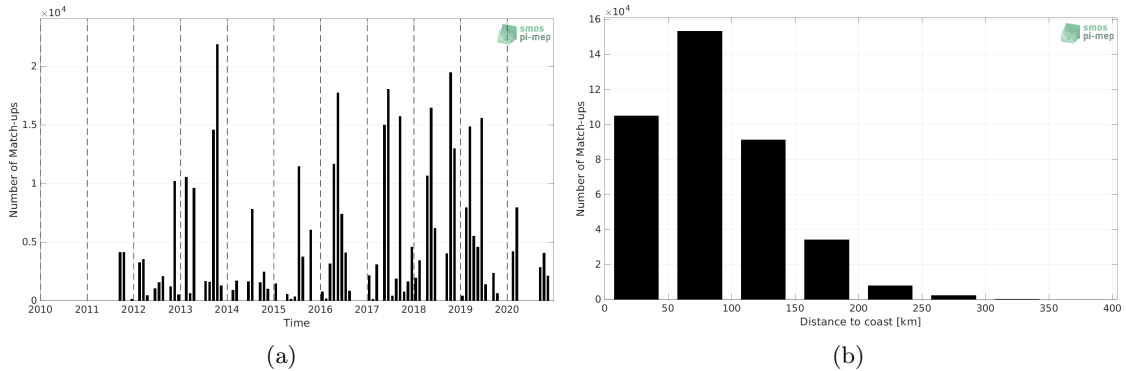 ×10⁴
smos
pi-mep
Number of Match-ups
2
1.5
1
0.5
0
2010 2011 2012 2013 2014 2015 2016 2017 2018 2019 2020
Time
(a)
×10⁴
smos
pi-mep
Number of Match-ups
16
14
12
10
8
6
4
2
0
0 50 100 150 200 250 300 350 400
Distance to coast [km]
(b)